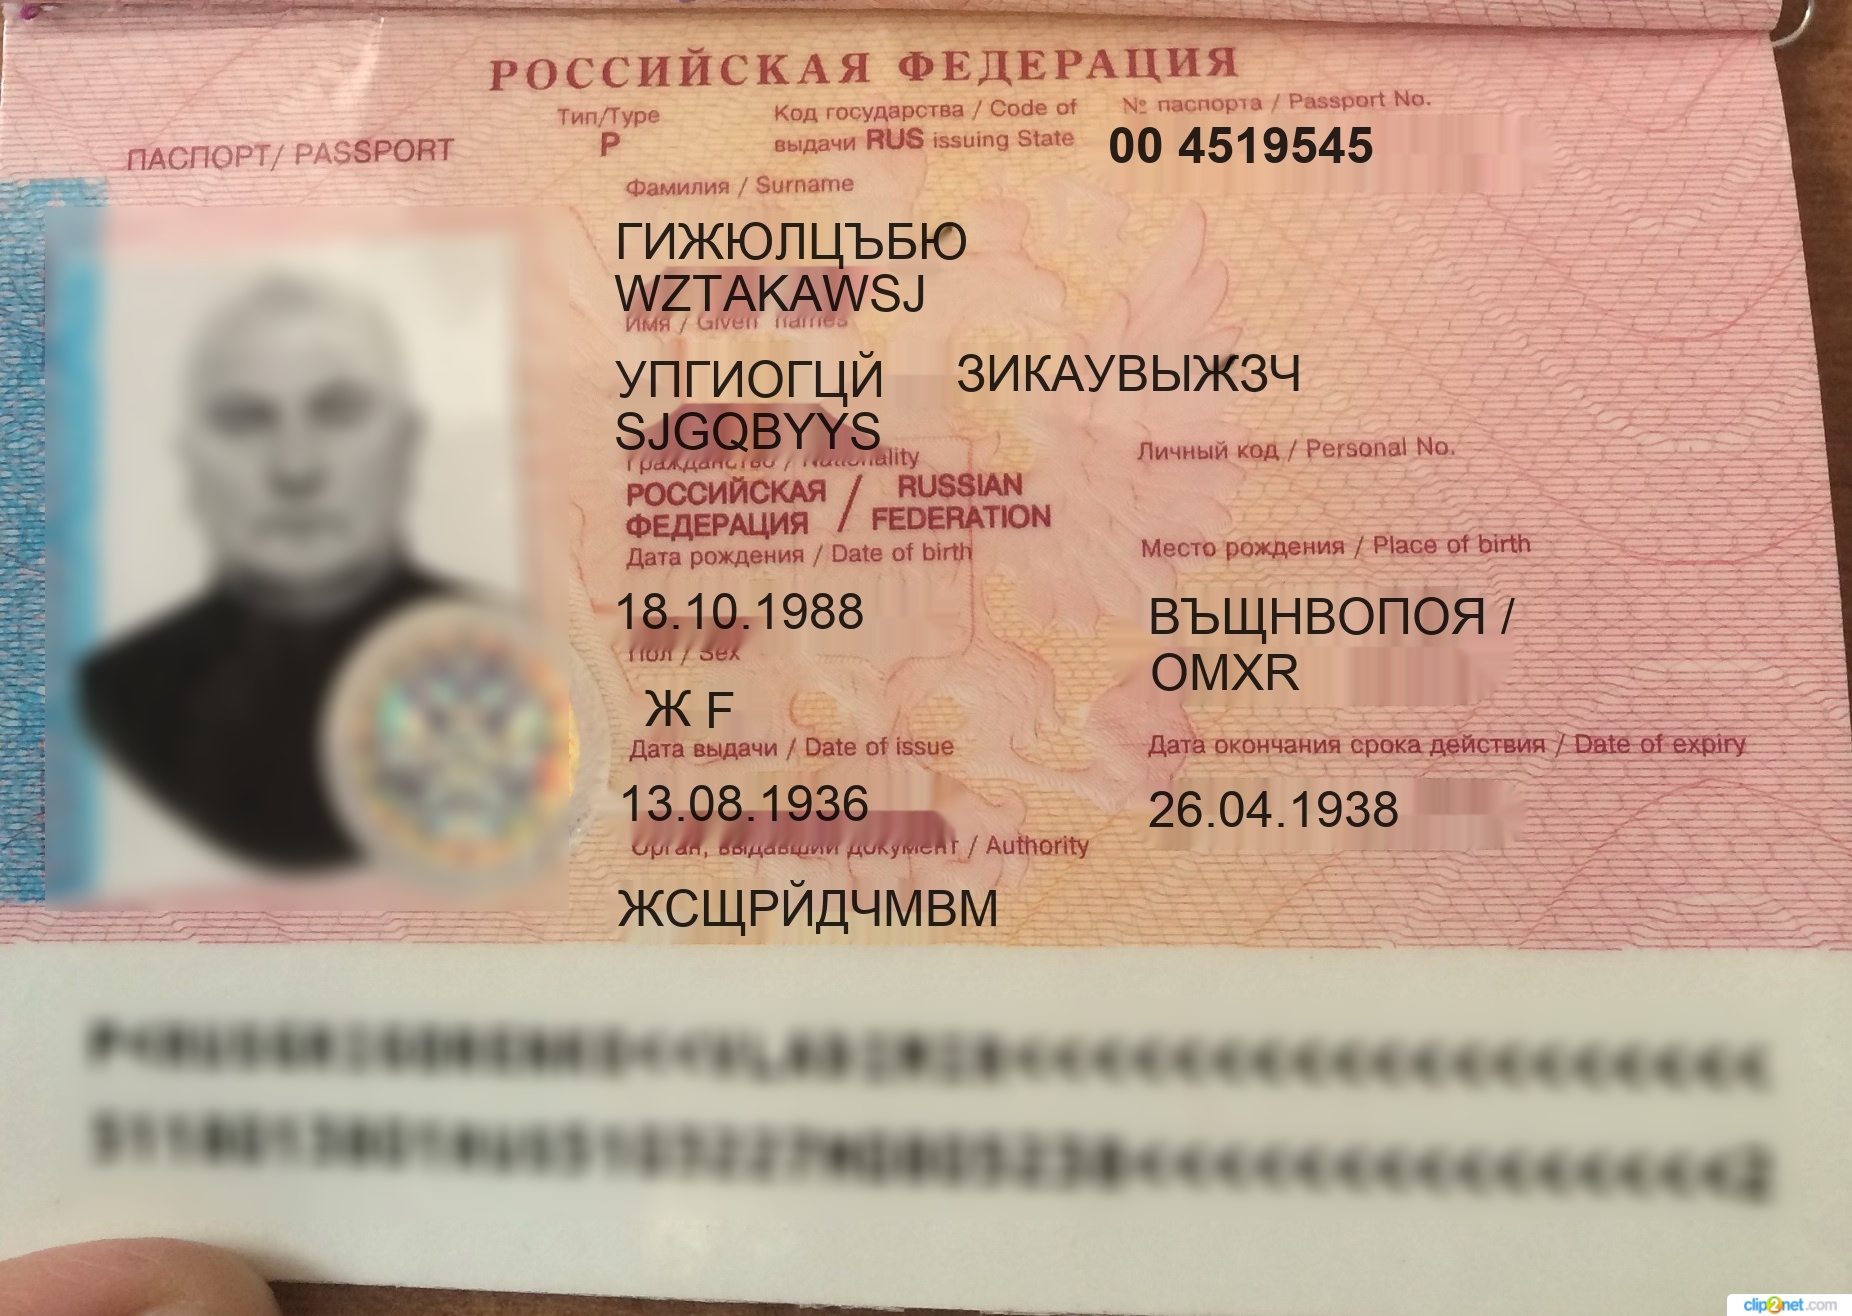 РОССИЙСКАЯ ФЕДЕРАЦИЯ
ПАСПОРТ/ PASSPORT
Тип/Type
P
Код государства / Code of
выдачи RUS issuing State
№ паспорта / Passport No.
00 4519545
Фамилия / Surname
ГИЖЮЛЦЪБЮ
WZTAKAWSJ
Имя / Given names
УПГИОГЦЙ ЗИКАУВЫЖЗЧ
SJGQBYYS
Гражданство / Nationality
РОССИЙСКАЯ / RUSSIAN
ФЕДЕРАЦИЯ FEDERATION
Личный код / Personal No.
Дата рождения / Date of birth
18.10.1988
Место рождения / Place of birth
ВЪЩНВОПОЯ /
OMXR
Пол / Sex
Ж F
Дата выдачи / Date of issue
13.08.1936
Дата окончания срока действия / Date of expiry
26.04.1938
Орган, выдавший документ / Authority
ЖСЩРЙДЧМВМ
clip2net.com